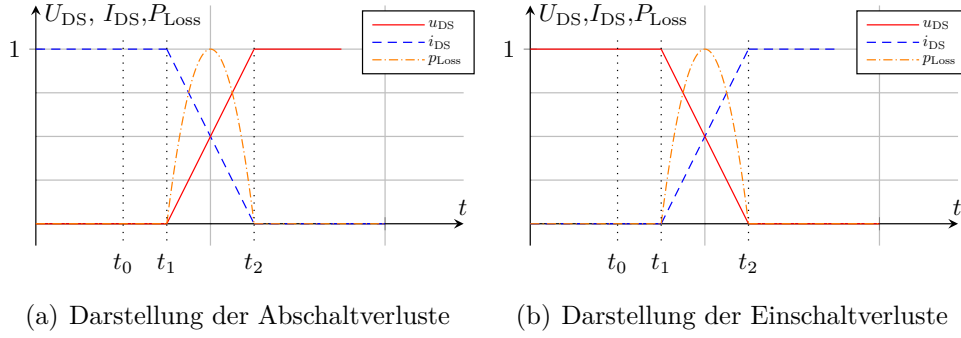 U_DS, I_DS,P_Loss
1
u_DS
i_DS
p_Loss
t
t_0 t_1 t_2
(a) Darstellung der Abschaltverluste
U_DS,I_DS,P_Loss
1
u_DS
i_DS
p_Loss
t
t_0 t_1 t_2
(b) Darstellung der Einschaltverluste